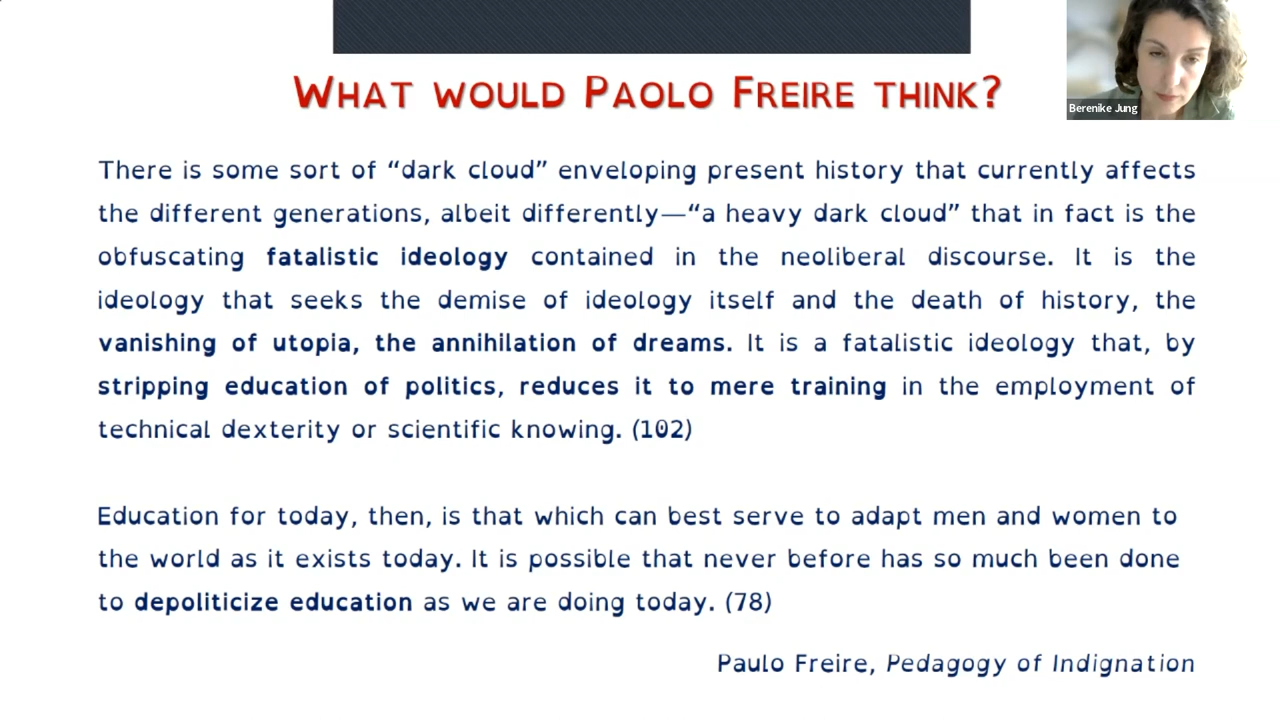 WHAT WOULD PAOLO FREIRE THINK?
Berenike Jung
There is some sort of “dark cloud” enveloping present history that currently affects
the different generations, albeit differently—“a heavy dark cloud” that in fact is the
obfuscating fatalistic ideology contained in the neoliberal discourse. It is the
ideology that seeks the demise of ideology itself and the death of history, the
vanishing of utopia, the annihilation of dreams. It is a fatalistic ideology that, by
stripping education of politics, reduces it to mere training in the employment of
technical dexterity or scientific knowing. (102)
Education for today, then, is that which can best serve to adapt men and women to
the world as it exists today. It is possible that never before has so much been done
to depoliticize education as we are doing today. (78)
Paulo Freire, Pedagogy of Indignation